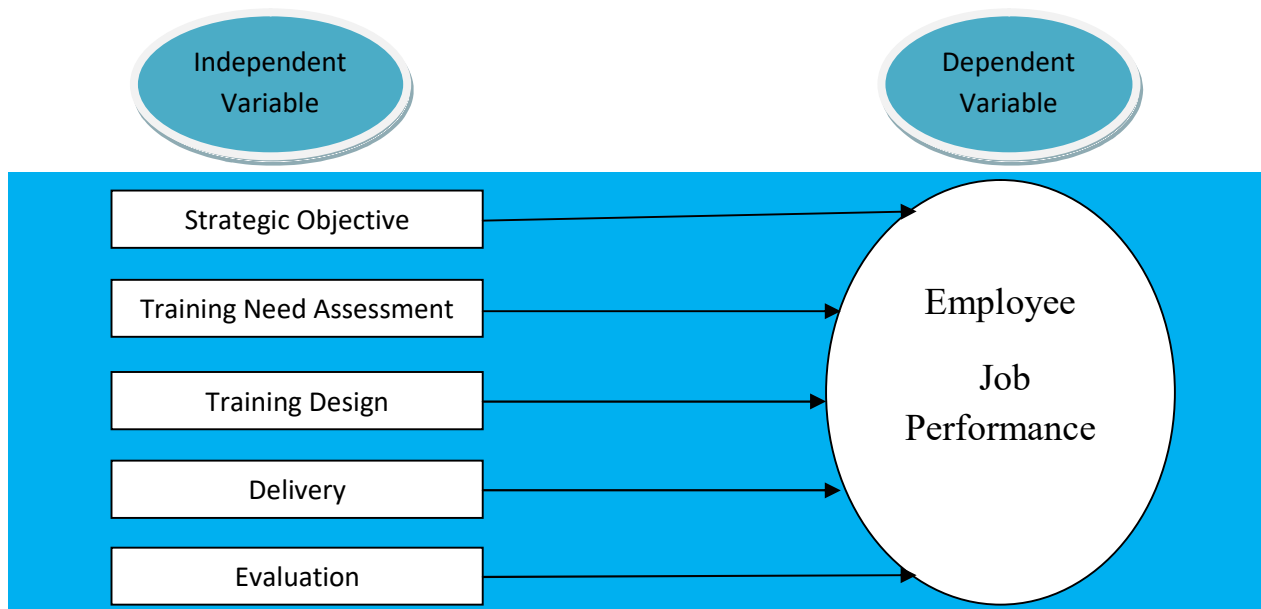 Independent
Variable
Dependent
Variable
Strategic Objective
Training Need Assessment
Training Design
Delivery
Evaluation
Employee
Job
Performance